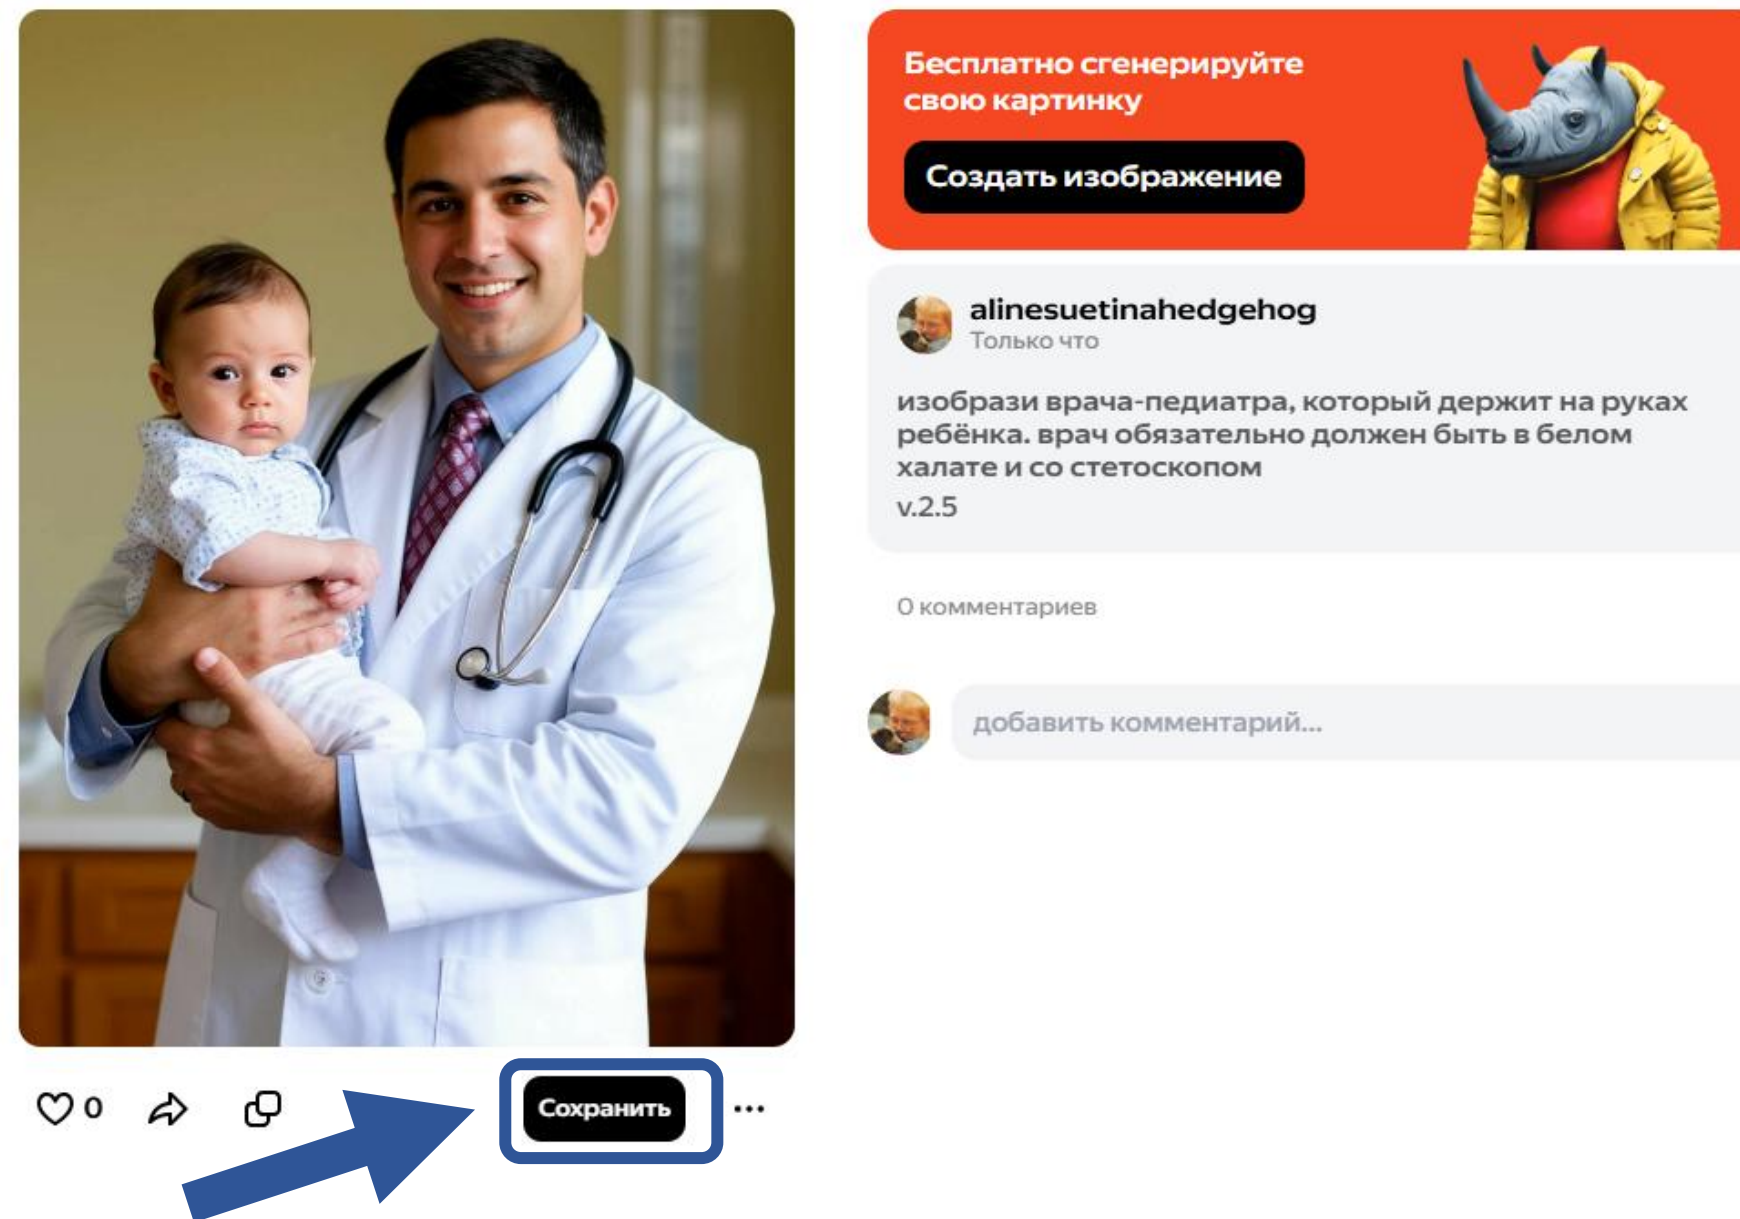 Бесплатно сгенерируйте
свою картинку
Создать изображение
alinesuetinahedgehog
Только что
изобрази врача-педиатра, который держит на руках
ребёнка. врач обязательно должен быть в белом
халате и со стетоскопом
v.2.5
0 комментариев
добавить комментарий...
0
Сохранить